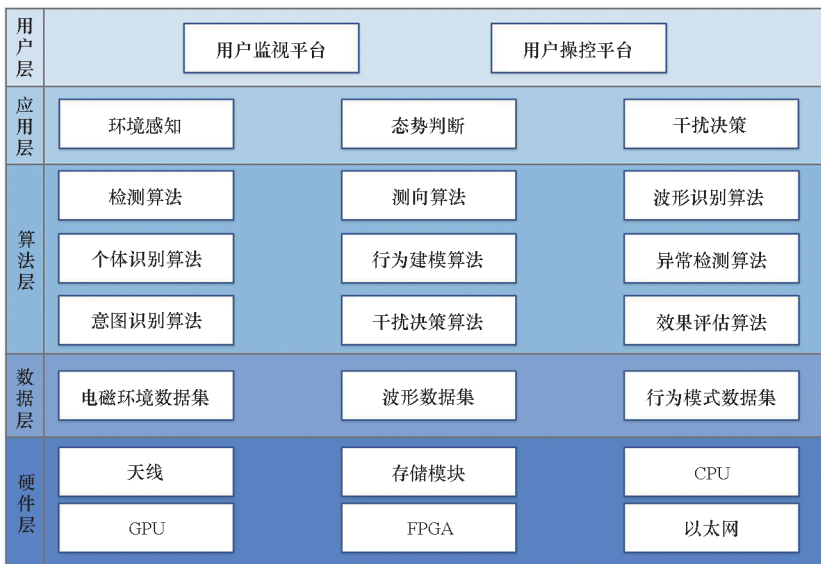 用户层
用户监视平台
用户操控平台
应用层
环境感知
态势判断
干扰决策
算法层
检测算法
测向算法
波形识别算法
个体识别算法
行为建模算法
异常检测算法
意图识别算法
干扰决策算法
效果评估算法
数据层
电磁环境数据集
波形数据集
行为模式数据集
硬件层
天线
存储模块
CPU
GPU
FPGA
以太网